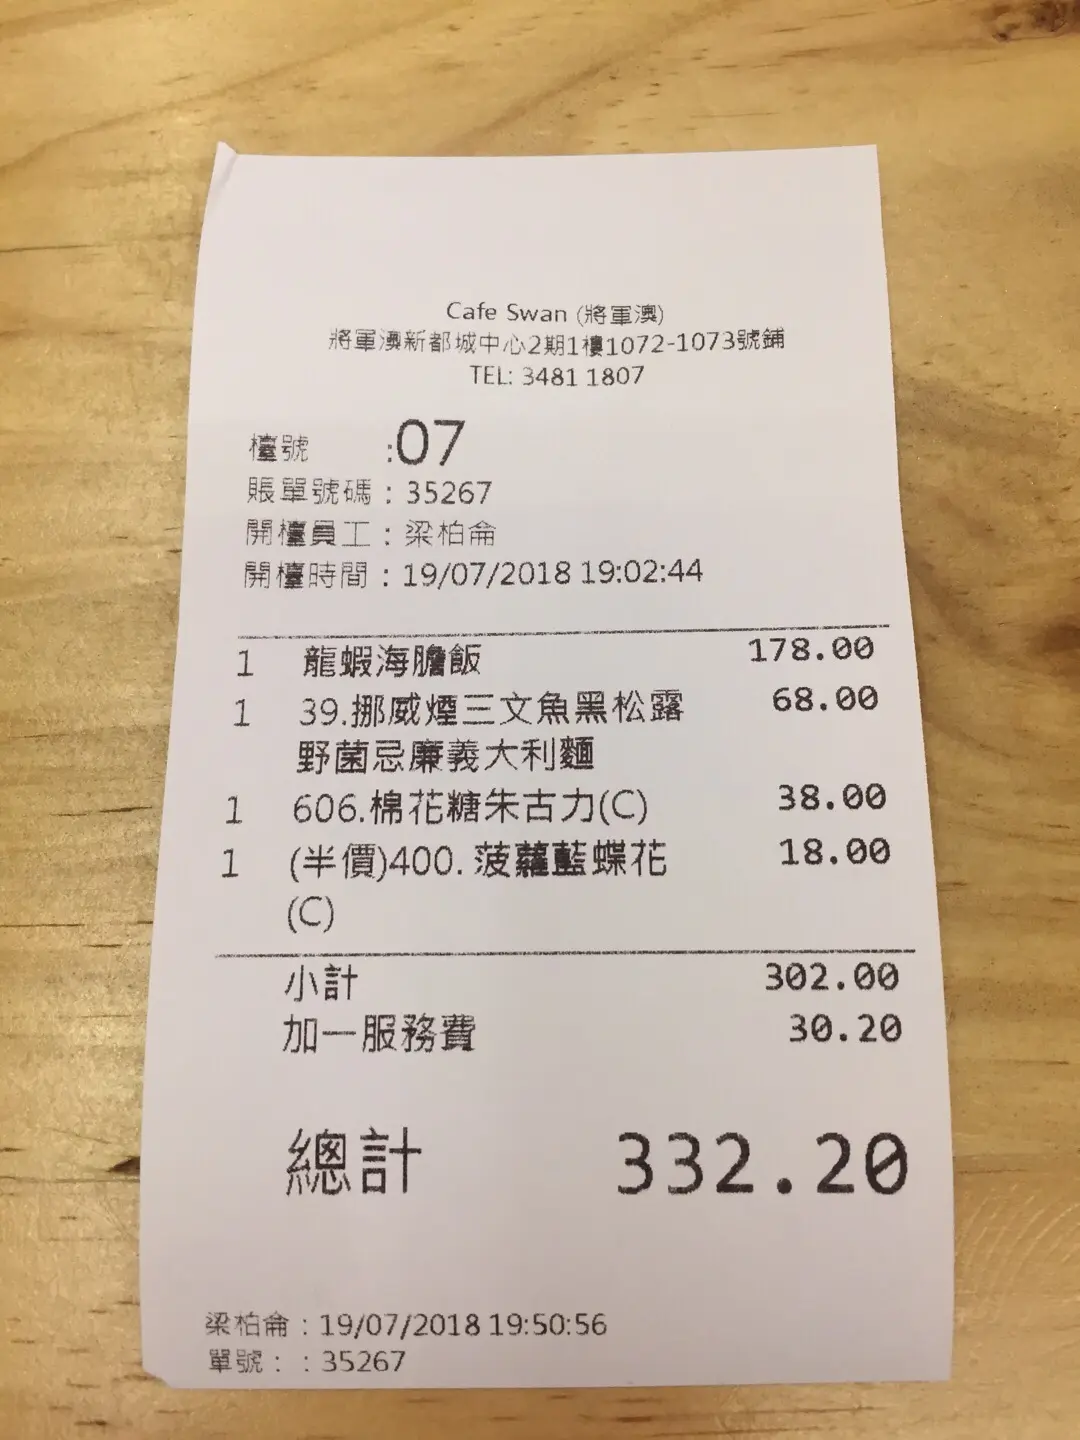 Cafe Swan (將軍澳)
將軍澳新都城中心2期1樓1072-1073號鋪
TEL: 3481 1807
檯號 :07
賬單號碼 : 35267
開檯員工 : 梁柏侖
開檯時間 : 19/07/2018 19:02:44
1 龍蝦海膽飯 178.00
1 39.挪威煙三文魚黑松露 68.00
野菌忌廉義大利麵
1 606.棉花糖朱古力(C) 38.00
1 (半價)400. 菠蘿藍蝶花 18.00
(C)
小計 302.00
加一服務費 30.20
總計 332.20
梁柏侖 : 19/07/2018 19:50:56
單號 : : 35267